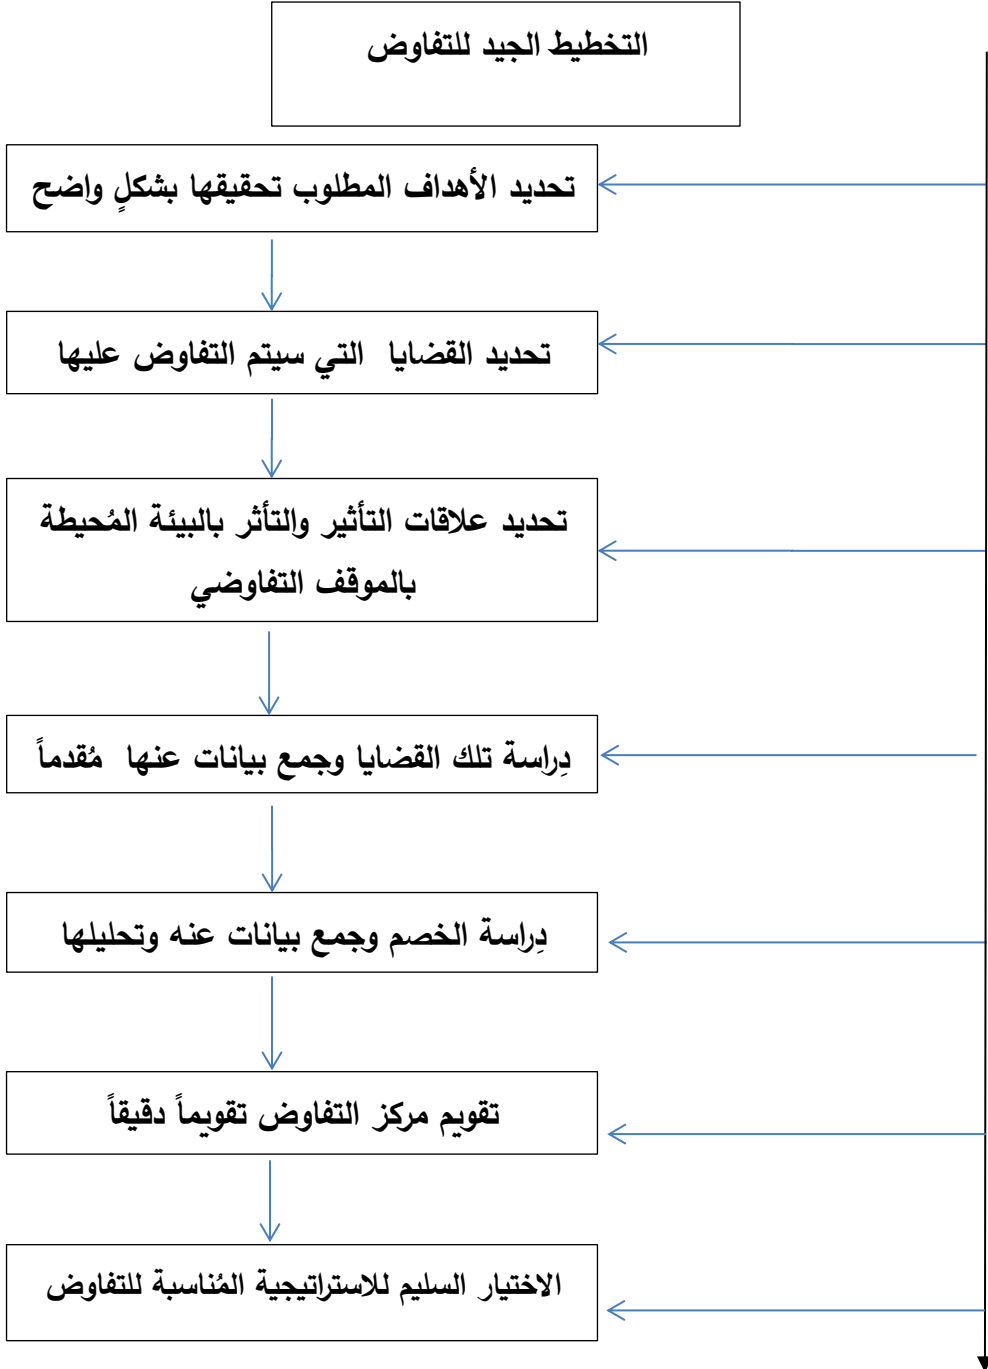 التخطيط الجيد للتفاوض
تحديد الأهداف المطلوب تحقيقها بشكلٍ واضح
تحديد القضايا التي سيتم التفاوض عليها
تحديد علاقات التأثير والتأثر بالبيئة المُحيطة
بالموقف التفاوضي
دِراسة تلك القضايا وجمع بيانات عنها مُقدماً
دِراسة الخصم وجمع بيانات عنه وتحليلها
تقويم مركز التفاوض تقويماً دقيقاً
الاختيار السليم للاستراتيجية المُناسبة للتفاوض